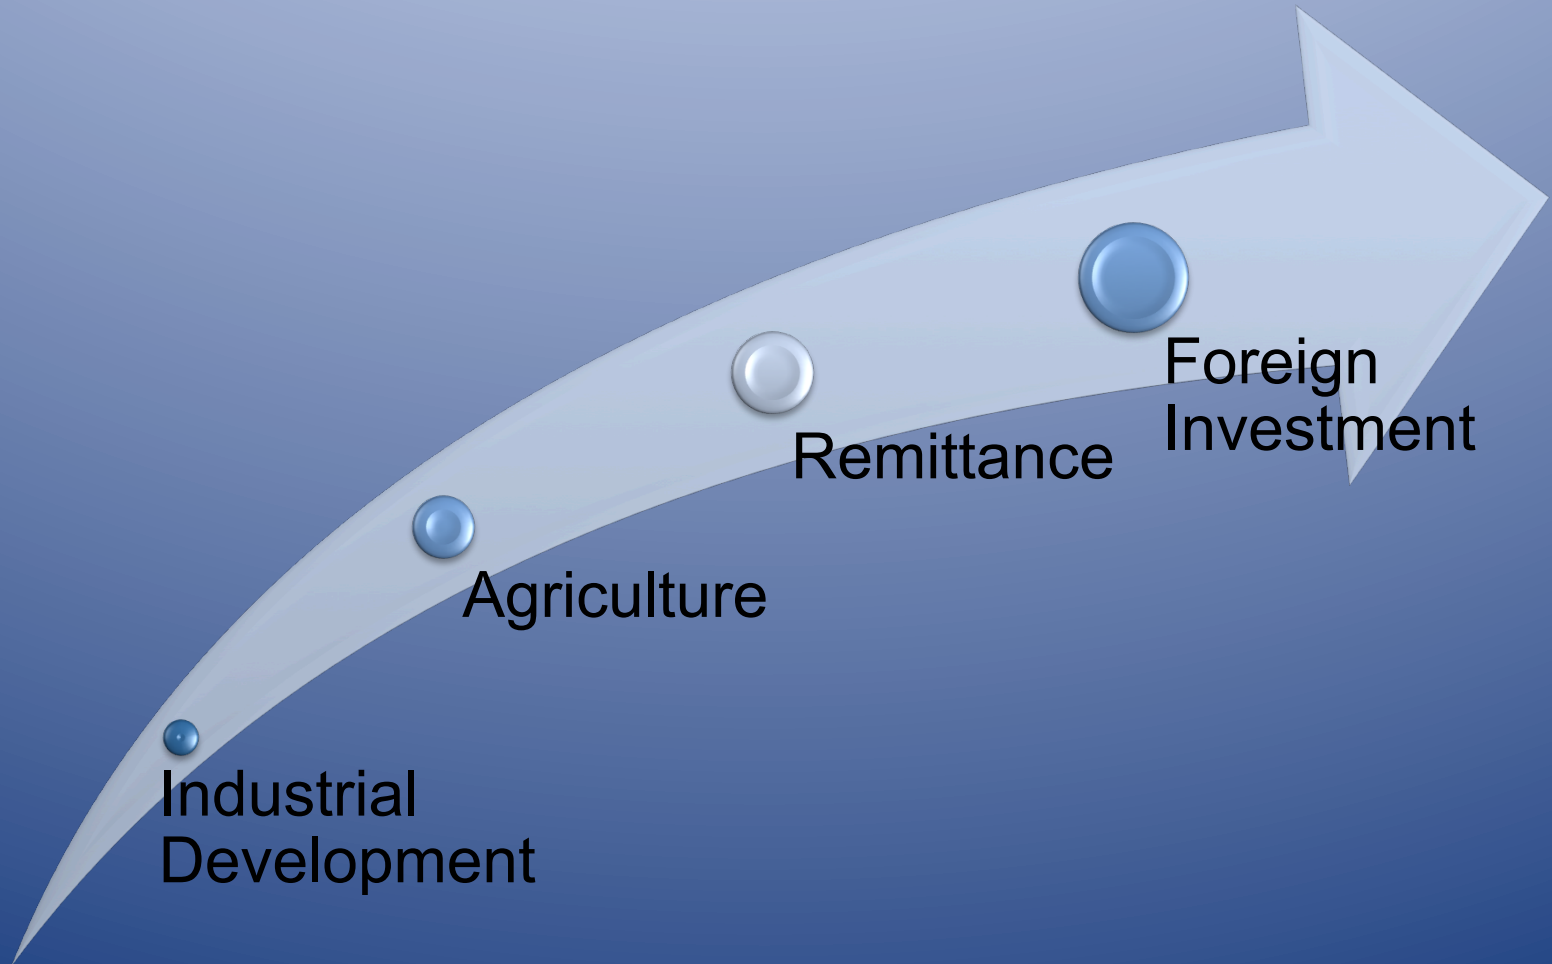 Foreign
Investment
Remittance
Agriculture
Industrial
Development